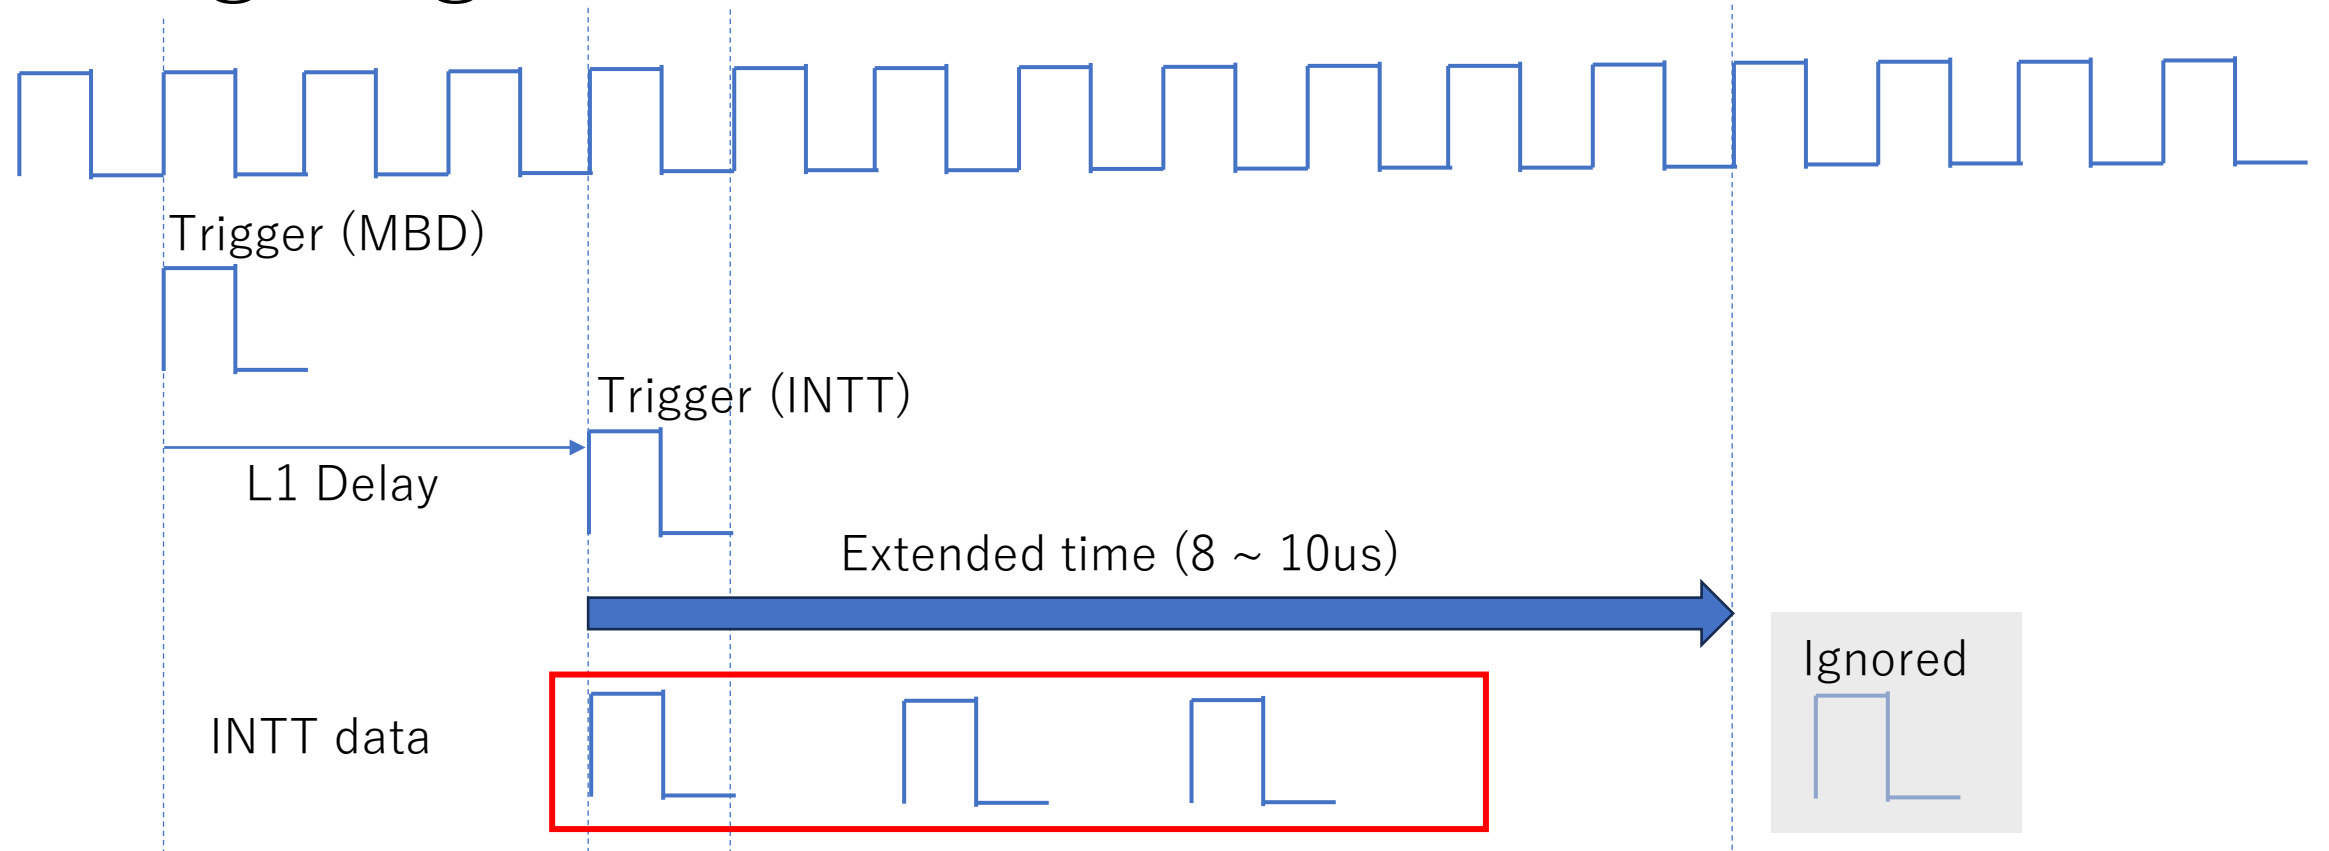 Trigger (MBD)
Trigger (INTT)
L1 Delay
Extended time (8 ~ 10us)
Ignored
INTT data